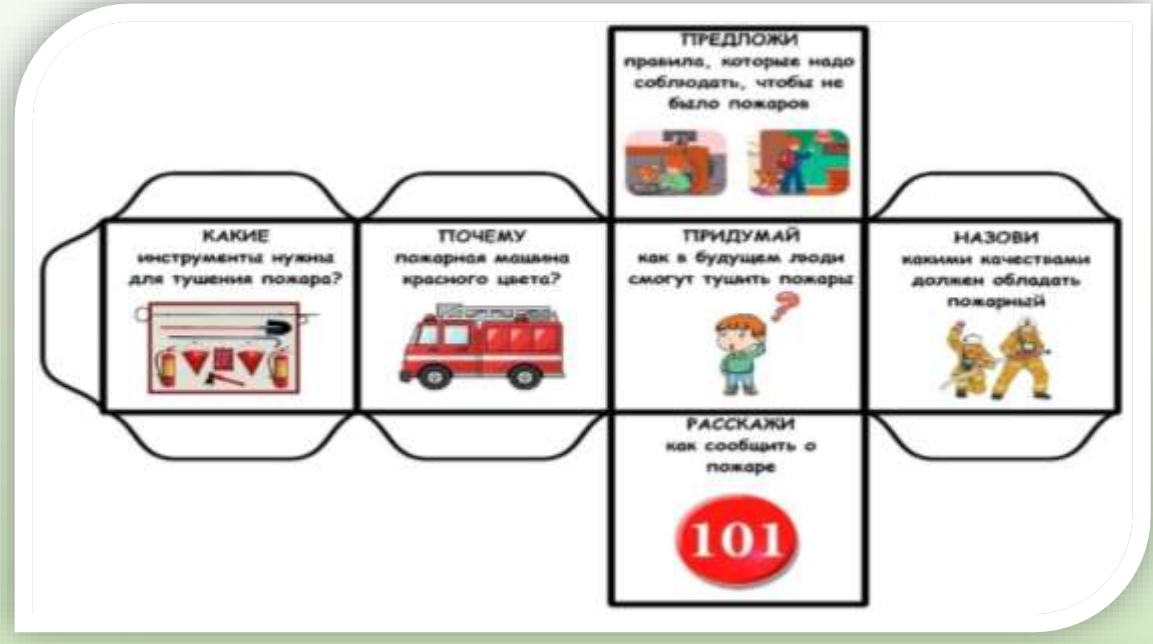 ПРЕДЛОЖИ
правила, которые надо
соблюдать, чтобы не
было пожаров
КАКИЕ
инструменты нужны
для тушения пожара?
ПОЧЕМУ
пожарная машина
красного цвета?
ПРИДУМАЙ
как в будущем люди
смогут тушить пожары
НАЗОВИ
какими качествами
должен обладать
пожарный
РАССКАЖИ
как сообщить о
пожаре
101